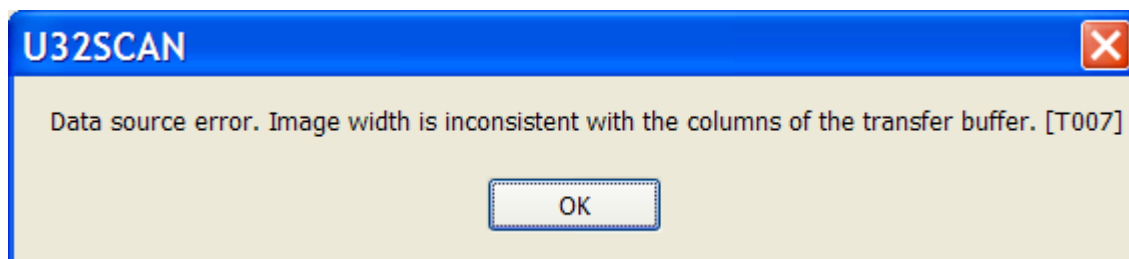 U32SCAN
Data source error. Image width is inconsistent with the columns of the transfer buffer. [T007]
OK